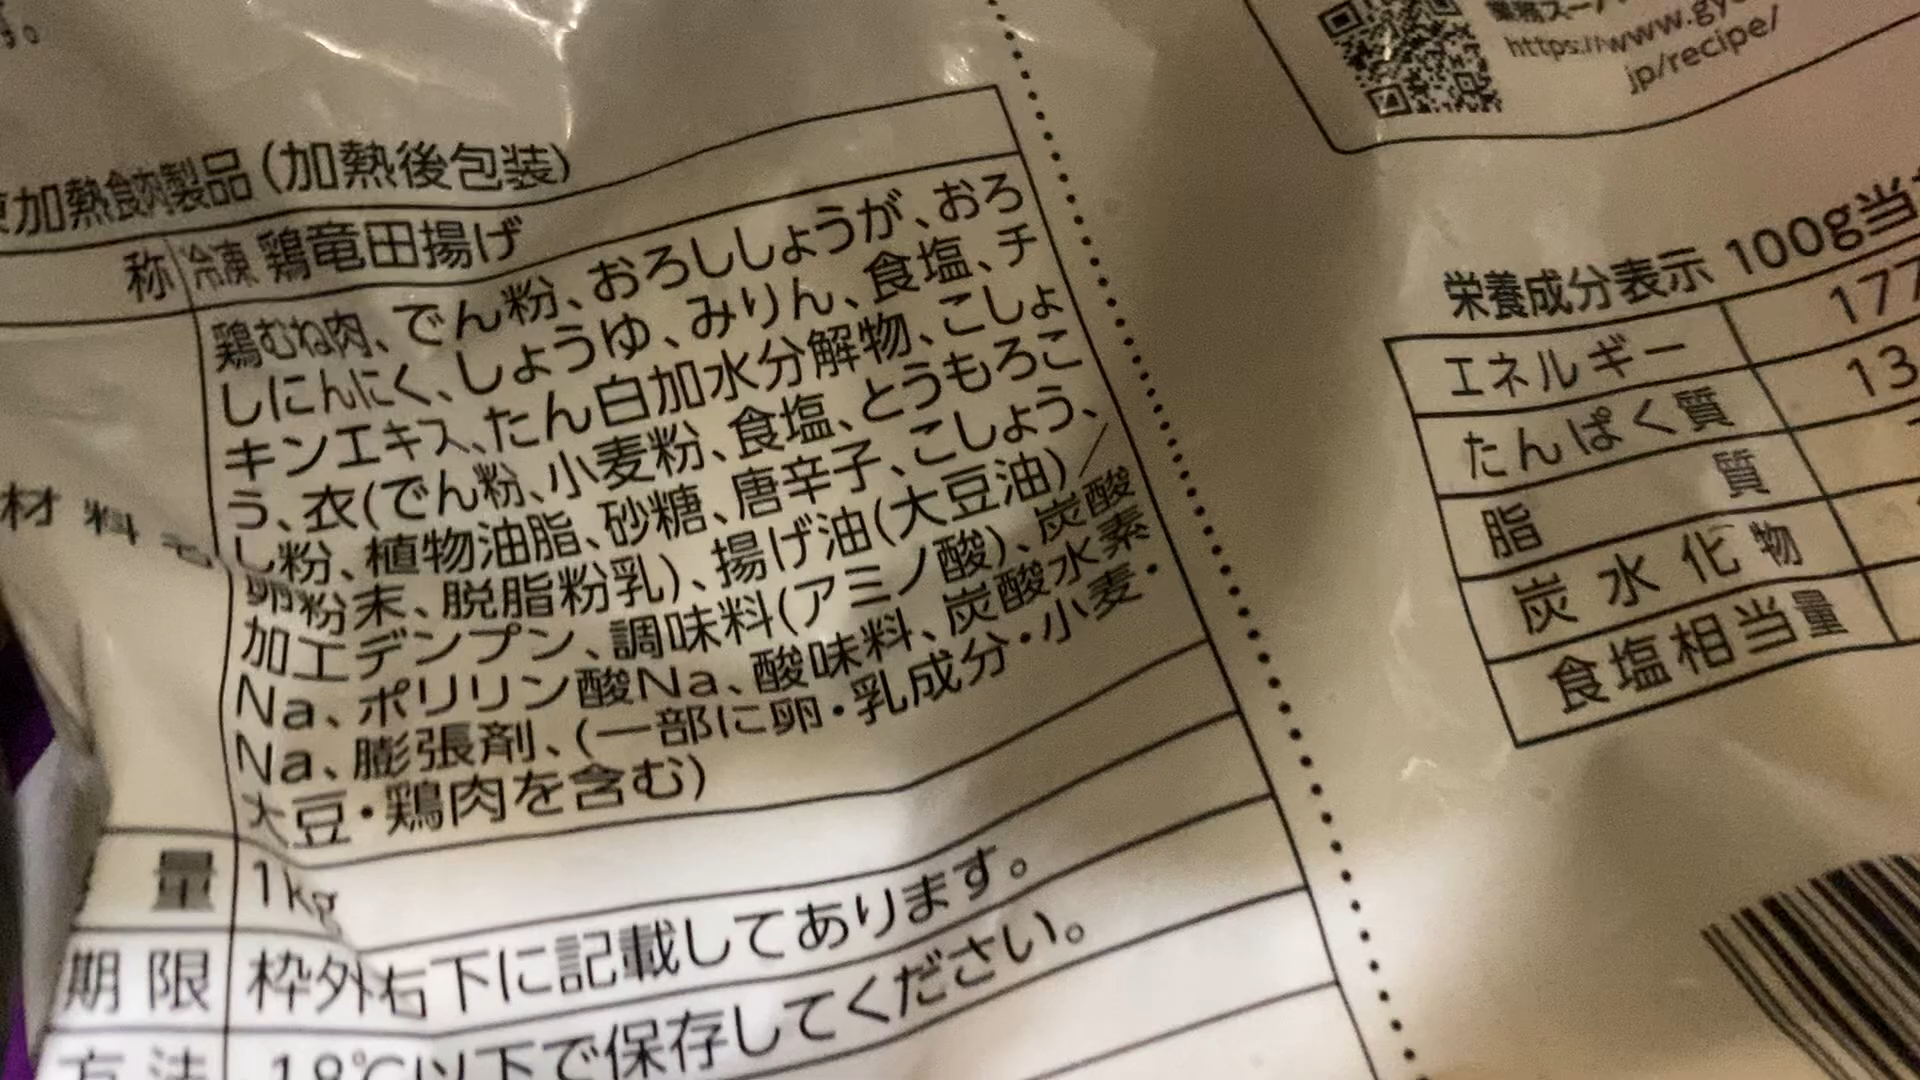 す。
加熱食肉製品（加熱後包装）
称 冷凍 鶏竜田揚げ
鶏むね肉、でん粉、おろししょうが、おろ
しにんにく、しょうゆ、みりん、食塩、チ
キンエキス、たん白加水分解物、こしょ
う、衣(でん粉、小麦粉、食塩、とうもろこ
し粉、植物油脂、砂糖、唐辛子、こしょう、
卵粉末、脱脂粉乳)、揚げ油(大豆油)／
加工デンプン、調味料(アミノ酸)、炭酸
Na、ポリリン酸Na、酸味料、炭酸水素
Na、膨張剤、(一部に卵・乳成分・小麦・
大豆・鶏肉を含む)
材料名
量 1kg
期限 枠外右下に記載してあります。
方法 18℃以下で保存してください。
https://www.gyo
jp/recipe/
栄養成分表示 100g当
エネルギー 177
たんぱく質 13
脂質
炭水化物
食塩相当量